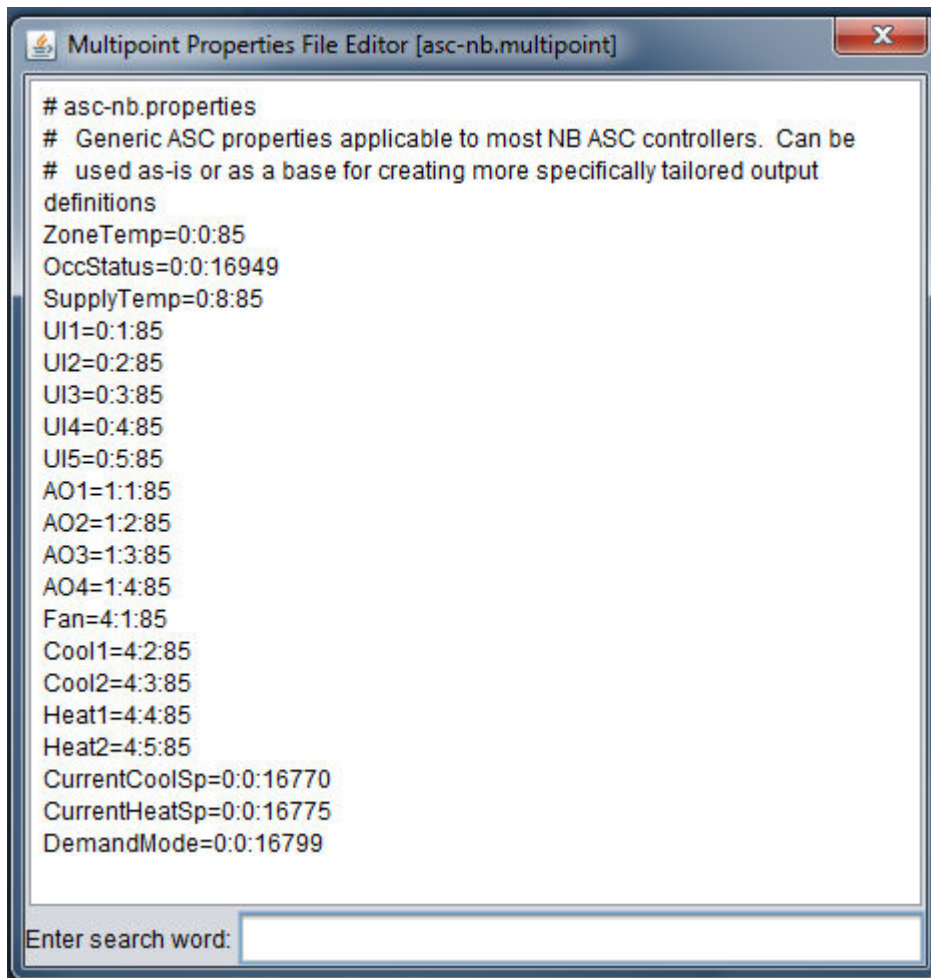 Multipoint Properties File Editor [asc-nb.multipoint]
# asc-nb.properties
#   Generic ASC properties applicable to most NB ASC controllers.  Can be
#   used as-is or as a base for creating more specifically tailored output
definitions
ZoneTemp=0:0:85
OccStatus=0:0:16949
SupplyTemp=0:8:85
UI1=0:1:85
UI2=0:2:85
UI3=0:3:85
UI4=0:4:85
UI5=0:5:85
AO1=1:1:85
AO2=1:2:85
AO3=1:3:85
AO4=1:4:85
Fan=4:1:85
Cool1=4:2:85
Cool2=4:3:85
Heat1=4:4:85
Heat2=4:5:85
CurrentCoolSp=0:0:16770
CurrentHeatSp=0:0:16775
DemandMode=0:0:16799
Enter search word: